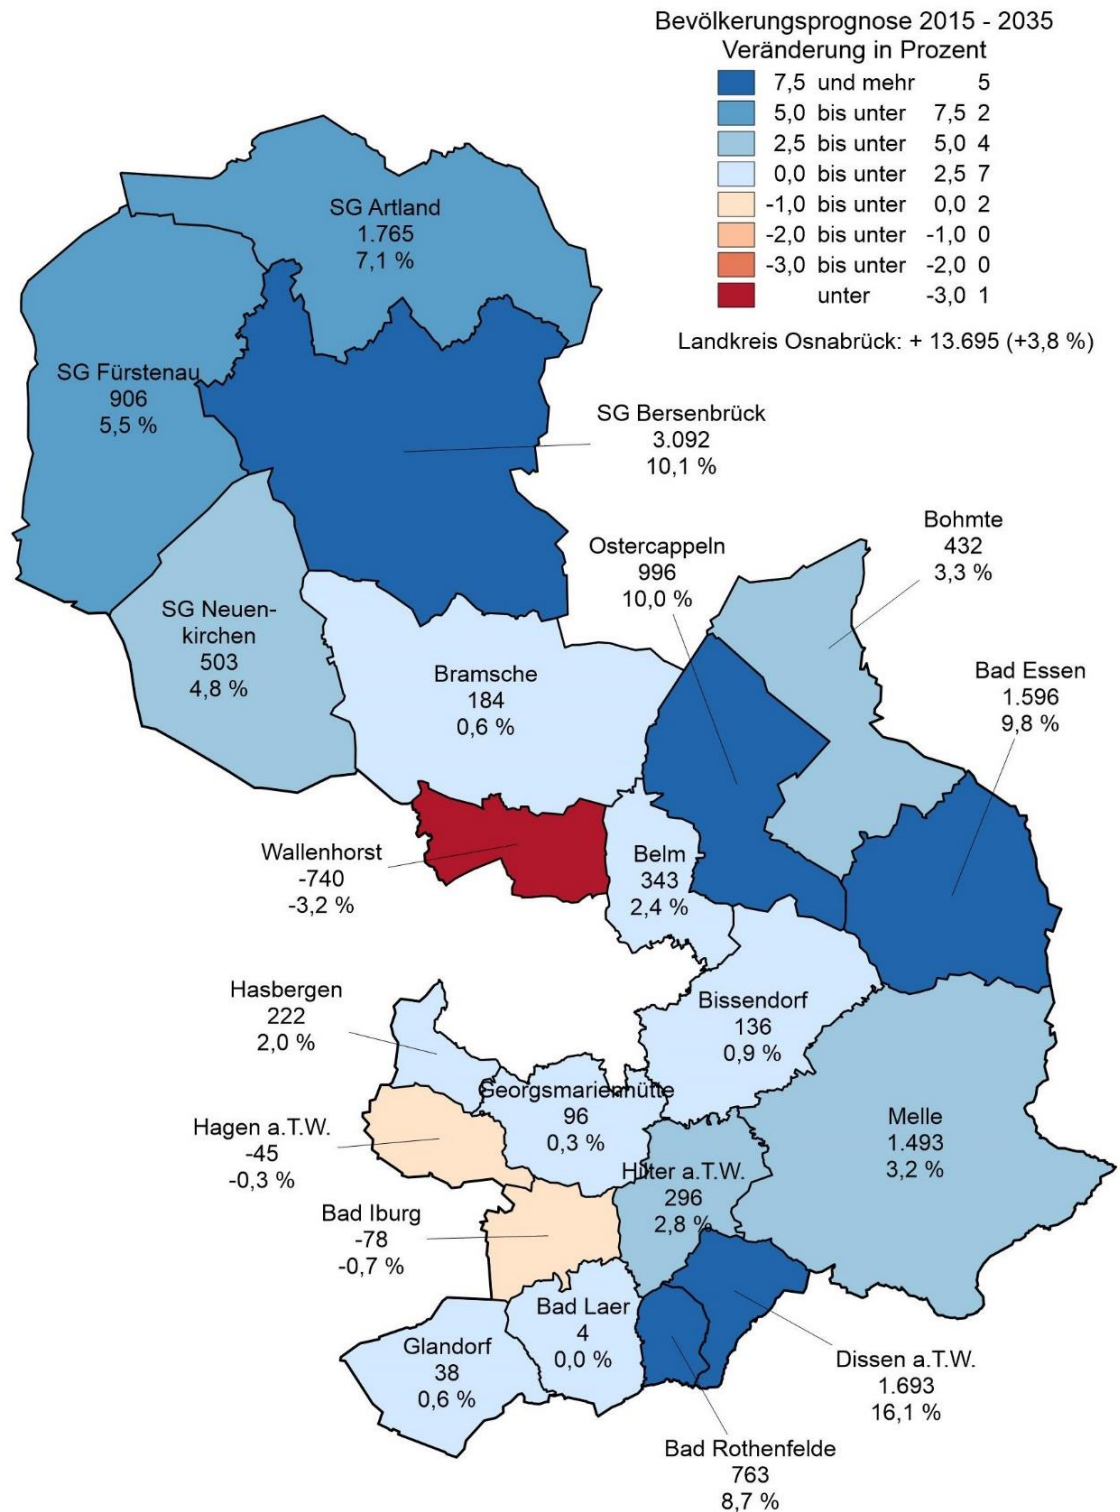 Bevölkerungsprognose 2015 - 2035
Veränderung in Prozent
7,5 und mehr 5
5,0 bis unter 7,5 2
2,5 bis unter 5,0 4
0,0 bis unter 2,5 7
-1,0 bis unter 0,0 2
-2,0 bis unter -1,0 0
-3,0 bis unter -2,0 0
unter -3,0 1
Landkreis Osnabrück: + 13.695 (+3,8 %)
SG Artland
1.765
7,1 %
SG Fürstenau
906
5,5 %
SG Bersenbrück
3.092
10,1 %
Bohmte
432
3,3 %
Ostercappeln
996
10,0 %
SG Neuen-
kirchen
503
4,8 %
Bramsche
184
0,6 %
Bad Essen
1.596
9,8 %
Wallenhorst
-740
-3,2 %
Belm
343
2,4 %
Hasbergen
222
2,0 %
Bissendorf
136
0,9 %
Georgsmarienhütte
96
0,3 %
Hagen a.T.W.
-45
-0,3 %
Melle
1.493
3,2 %
Hilter a.T.W.
296
2,8 %
Bad Iburg
-78
-0,7 %
Bad Laer
4
0,0 %
Glandorf
38
0,6 %
Dissen a.T.W.
1.693
16,1 %
Bad Rothenfelde
763
8,7 %